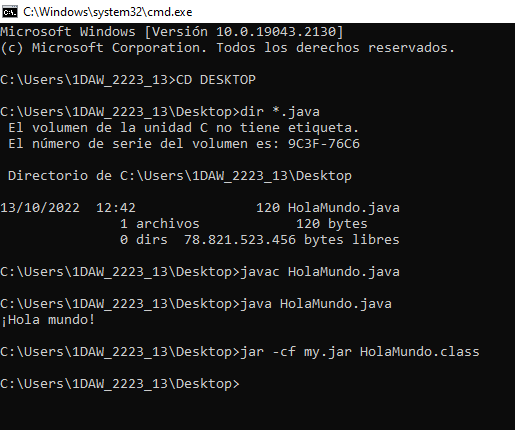 C:\Windows\system32\cmd.exe
Microsoft Windows [Versión 10.0.19043.2130]
(c) Microsoft Corporation. Todos los derechos reservados.
C:\Users\1DAW_2223_13>CD DESKTOP
C:\Users\1DAW_2223_13\Desktop>dir *.java
El volumen de la unidad C no tiene etiqueta.
El número de serie del volumen es: 9C3F-76C6
Directorio de C:\Users\1DAW_2223_13\Desktop
13/10/2022  12:42               120 HolaMundo.java
1 archivos            120 bytes
0 dirs  78.821.523.456 bytes libres
C:\Users\1DAW_2223_13\Desktop>javac HolaMundo.java
C:\Users\1DAW_2223_13\Desktop>java HolaMundo.java
¡Hola mundo!
C:\Users\1DAW_2223_13\Desktop>jar -cf my.jar HolaMundo.class
C:\Users\1DAW_2223_13\Desktop>